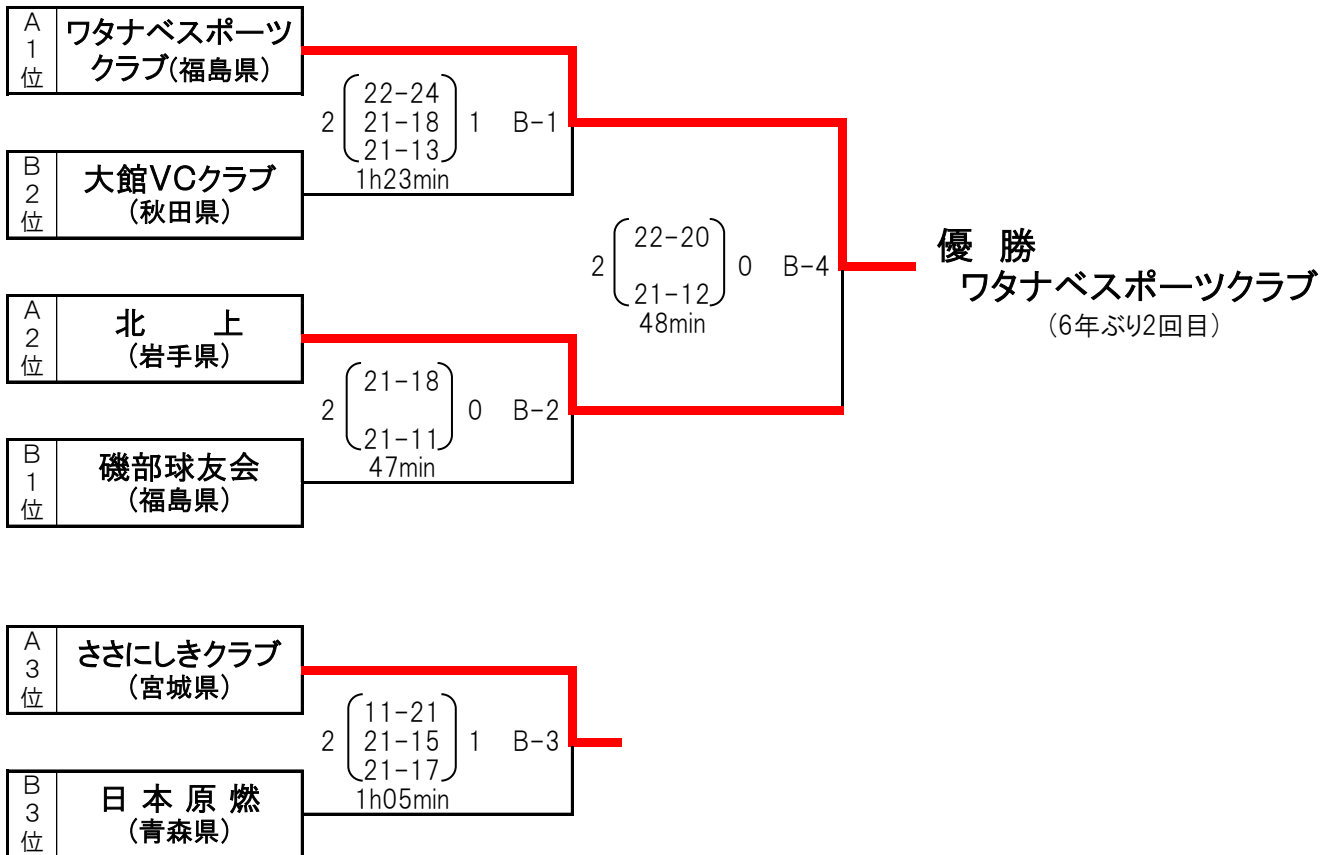 A1位
ワタナベスポーツ
クラブ(福島県)
2
22-24
21-18
21-13
1
B-1
1h23min
B2位
大館VCクラブ
(秋田県)
2
22-20
21-12
0
B-4
48min
優 勝
ワタナベスポーツクラブ
(6年ぶり2回目)
A2位
北 上
(岩手県)
2
21-18
21-11
0
B-2
47min
B1位
磯部球友会
(福島県)
A3位
ささにしきクラブ
(宮城県)
2
11-21
21-15
21-17
1
B-3
1h05min
B3位
日本原燃
(青森県)